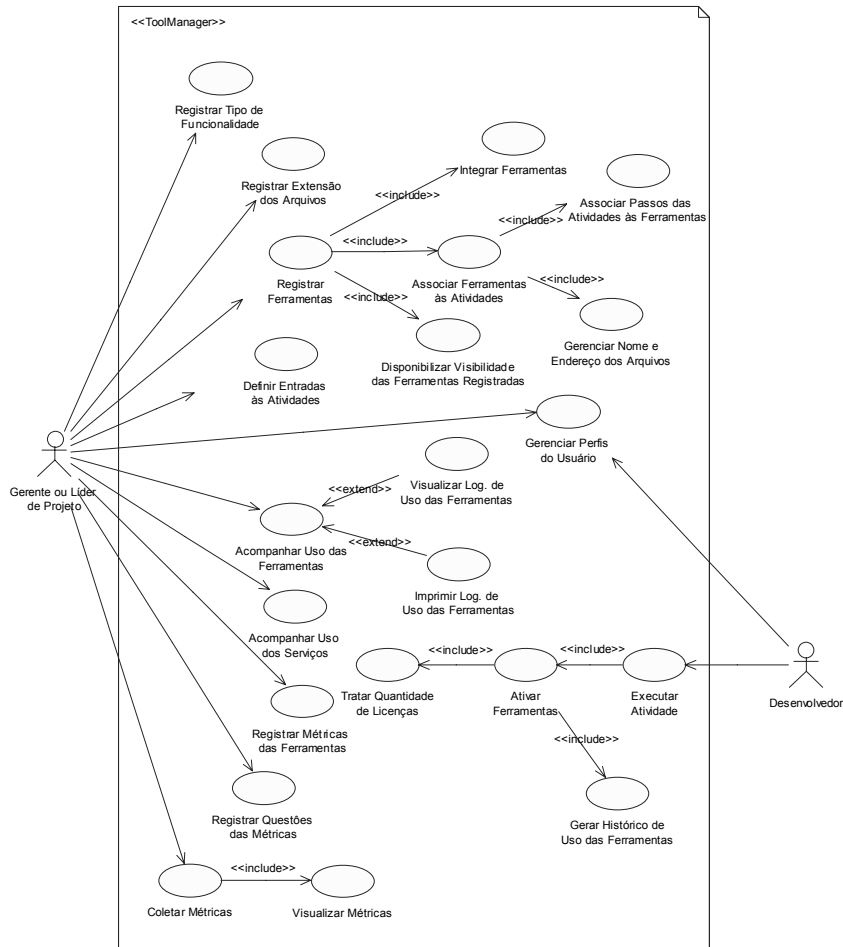 <<ToolManager>>
Registrar Tipo de
Funcionalidade
Registrar Extensão
dos Arquivos
Integrar Ferramentas
<<include>>
Associar Passos das
Atividades às Ferramentas
<<include>>
<<include>>
Registrar
Ferramentas
Associar Ferramentas
às Atividades
<<include>>
<<include>>
Gerenciar Nome e
Endereço dos Arquivos
Disponibilizar Visibilidade
das Ferramentas Registradas
Definir Entradas
às Atividades
Gerenciar Perfis
do Usuário
Gerente ou Líder
de Projeto
Visualizar Log. de
Uso das Ferramentas
<<extend>>
<<extend>>
Acompanhar Uso das
Ferramentas
Imprimir Log. de
Uso das Ferramentas
Acompanhar Uso
dos Serviços
<<include>>
<<include>>
Tratar Quantidade
de Licenças
Ativar
Ferramentas
Executar
Atividade
Desenvolvedor
Registrar Métricas
das Ferramentas
<<include>>
Registrar Questões
das Métricas
Gerar Histórico de
Uso das Ferramentas
<<include>>
Coletar Métricas
Visualizar Métricas